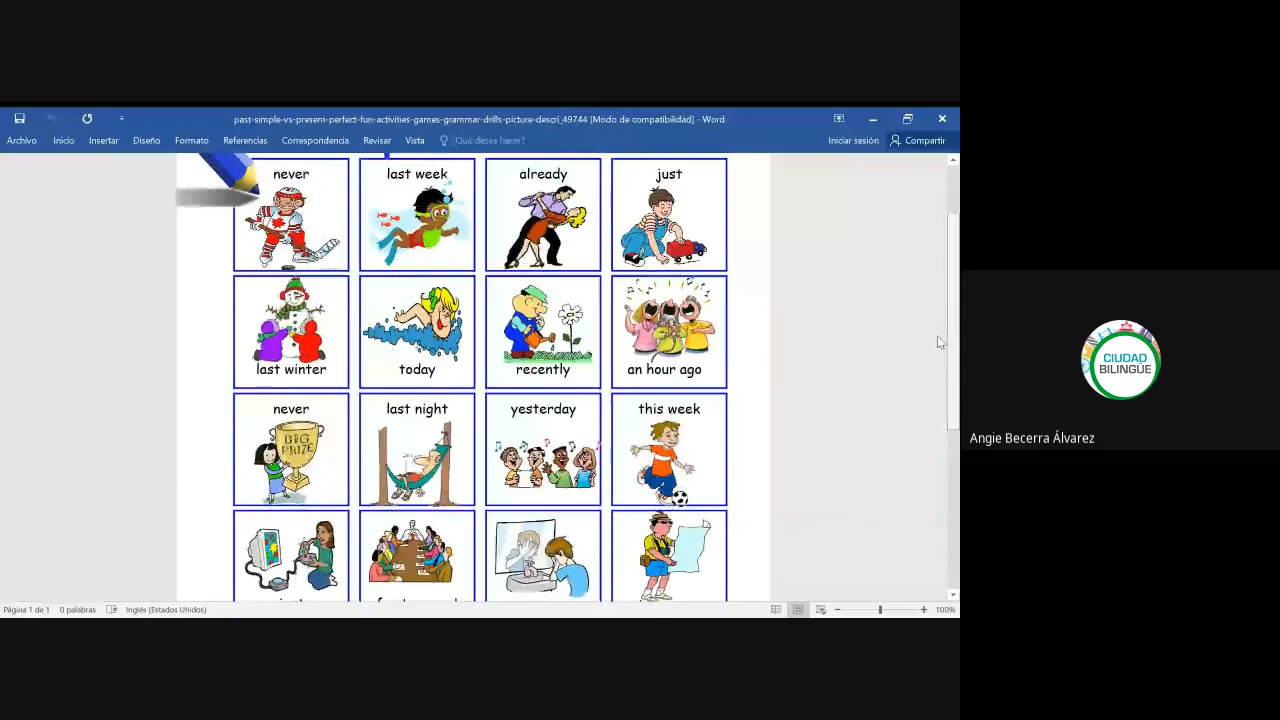 past-simple-vs-present-perfect-fun-activities-games-grammar-drills-picture-descri_49744 [Modo de compatibilidad] - Word
Archivo Inicio Insertar Diseño Formato Referencias Correspondencia Revisar Vista ¿Qué desea hacer? Iniciar sesión Compartir
never last week already just
last winter today recently an hour ago
never last night yesterday this week
BIG PRIZE
CIUDAD
BILINGÜE
Angie Becerra Álvarez
Página 1 de 1 0 palabras Inglés (Estados Unidos) 100%